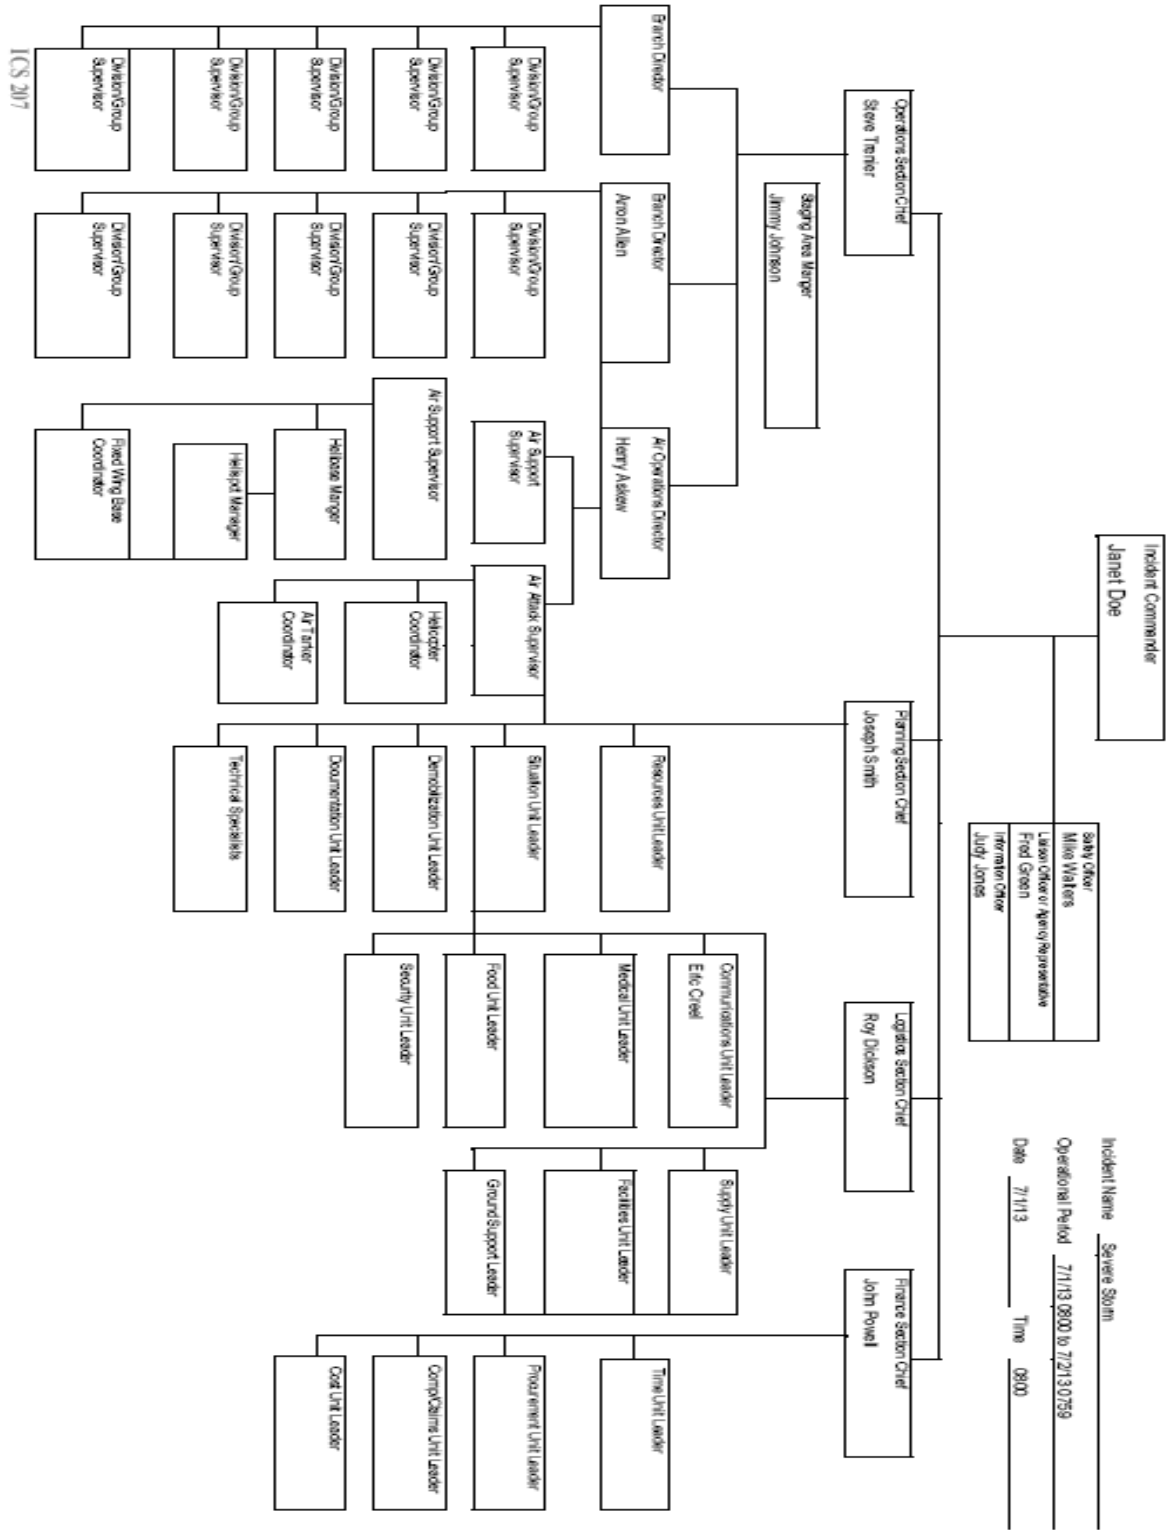 Incident Commander
Janet Doe
Safety Officer
Mike Walters
Liaison Officer or Agency Representative
Fred Green
Information Officer
Judy Jones
Incident Name Severe Storm
Operational Period 7/1/13 0800 to 7/2/13 0759
Date 7/1/13 Time 0800
Operations Section Chief
Steve Trenier
Staging Area Manger
Jimmy Johnson
Planning Section Chief
Joseph Smith
Logistics Section Chief
Roy Dickson
Finance Section Chief
John Powell
Branch Director
Branch Director
Arron Allen
Air Operations Director
Henry Askew
Division/Group
Supervisor
Division/Group
Supervisor
Division/Group
Supervisor
Division/Group
Supervisor
Division/Group
Supervisor
Division/Group
Supervisor
Division/Group
Supervisor
Division/Group
Supervisor
Division/Group
Supervisor
Division/Group
Supervisor
Air Support
Supervisor
Air Attack Supervisor
Air Support Supervisor
Helibase Manger
Helispot Manager
Fixed Wing Base
Coordinator
Helicopter
Coordinator
Air Tanker
Coordinator
Resources Unit Leader
Situation Unit Leader
Demobilization Unit Leader
Documentation Unit Leader
Technical Specialists
Communications Unit Leader
Eric Creel
Medical Unit Leader
Food Unit Leader
Security Unit Leader
Supply Unit Leader
Facilities Unit Leader
Ground Support Leader
Time Unit Leader
Procurement Unit Leader
Comp/Claims Unit Leader
Cost Unit Leader
ICS 207